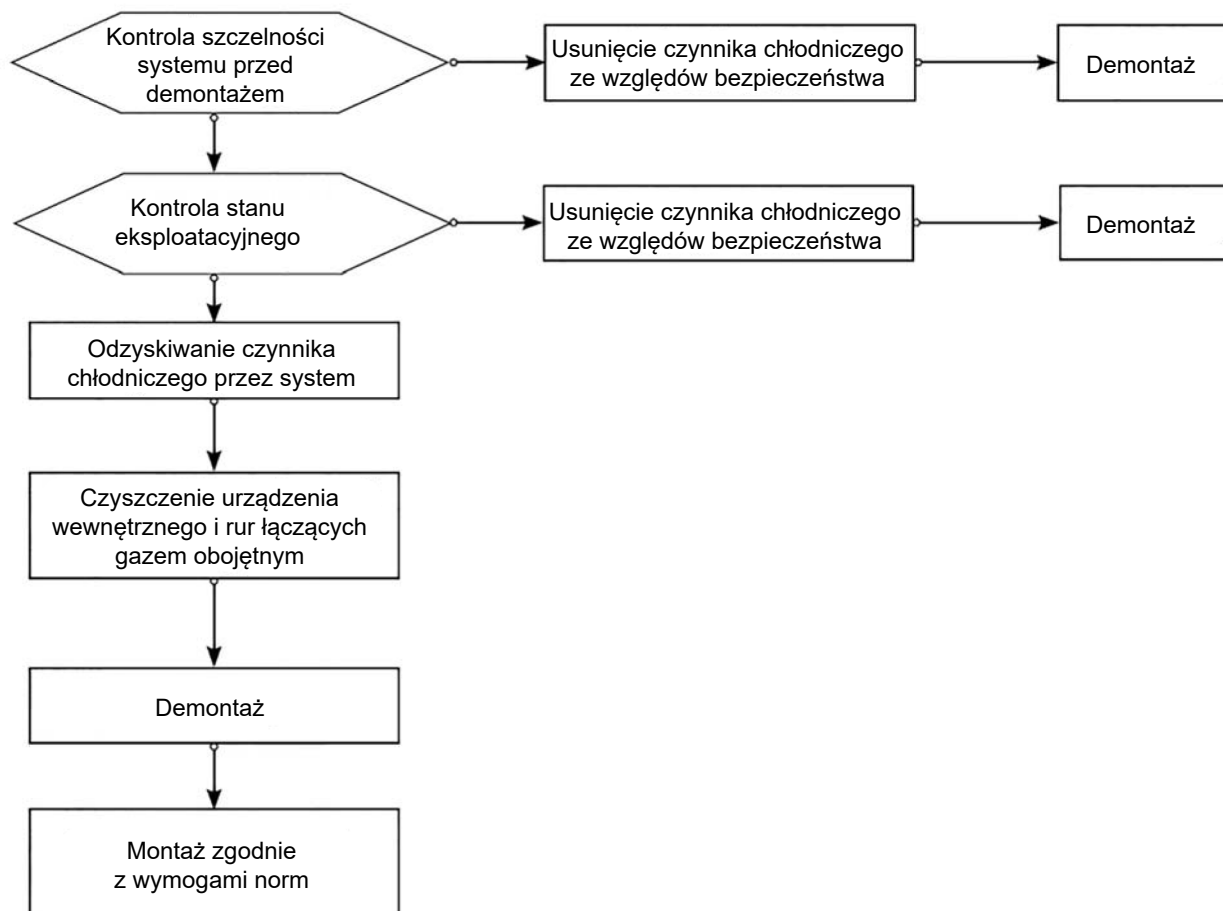 Kontrola szczelności
systemu przed
demontażem
Usunięcie czynnika chłodniczego
ze względów bezpieczeństwa
Demontaż
Kontrola stanu
eksploatacyjnego
Usunięcie czynnika chłodniczego
ze względów bezpieczeństwa
Demontaż
Odzyskiwanie czynnika
chłodniczego przez system
Czyszczenie urządzenia
wewnętrznego i rur łączących
gazem obojętnym
Demontaż
Montaż zgodnie
z wymogami norm